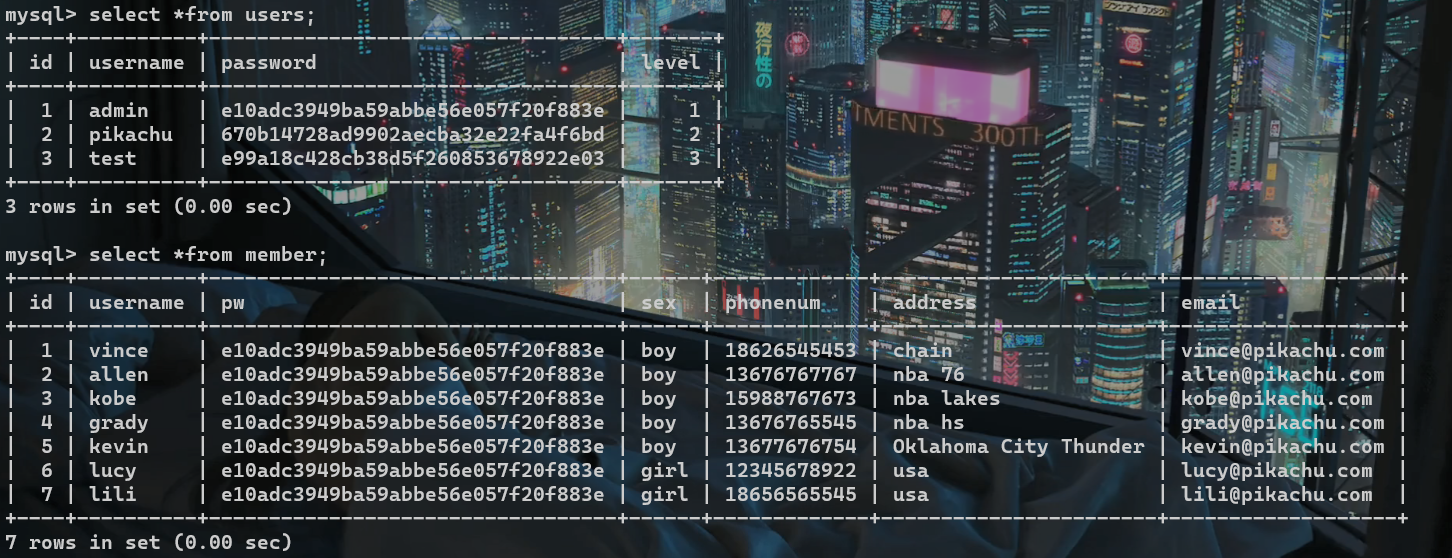 mysql> select *from users;
+----+----------+----------------------------------+-------+
| id | username | password                         | level |
+----+----------+----------------------------------+-------+
|  1 | admin    | e10adc3949ba59abbe56e057f20f883e |     1 |
|  2 | pikachu  | 670b14728ad9902aecba32e22fa4f6bd |     2 |
|  3 | test     | e99a18c428cb38d5f260853678922e03 |     3 |
+----+----------+----------------------------------+-------+
3 rows in set (0.00 sec)
mysql> select *from member;
+----+----------+----------------------------------+------+-------------+-----------------------+-------------------+
| id | username | pw                               | sex  | phonenum    | address               | email             |
+----+----------+----------------------------------+------+-------------+-----------------------+-------------------+
|  1 | vince    | e10adc3949ba59abbe56e057f20f883e | boy  | 18626545453 | chain                 | vince@pikachu.com |
|  2 | allen    | e10adc3949ba59abbe56e057f20f883e | boy  | 13676767767 | nba 76                | allen@pikachu.com |
|  3 | kobe     | e10adc3949ba59abbe56e057f20f883e | boy  | 15988767673 | nba lakes             | kobe@pikachu.com  |
|  4 | grady    | e10adc3949ba59abbe56e057f20f883e | boy  | 13676765545 | nba hs                | grady@pikachu.com |
|  5 | kevin    | e10adc3949ba59abbe56e057f20f883e | boy  | 13677676754 | Oklahoma City Thunder | kevin@pikachu.com |
|  6 | lucy     | e10adc3949ba59abbe56e057f20f883e | girl | 12345678922 | usa                   | lucy@pikachu.com  |
|  7 | lili     | e10adc3949ba59abbe56e057f20f883e | girl | 18656565545 | usa                   | lili@pikachu.com  |
+----+----------+----------------------------------+------+-------------+-----------------------+-------------------+
7 rows in set (0.00 sec)
夜行性の
TMENTS 300TH